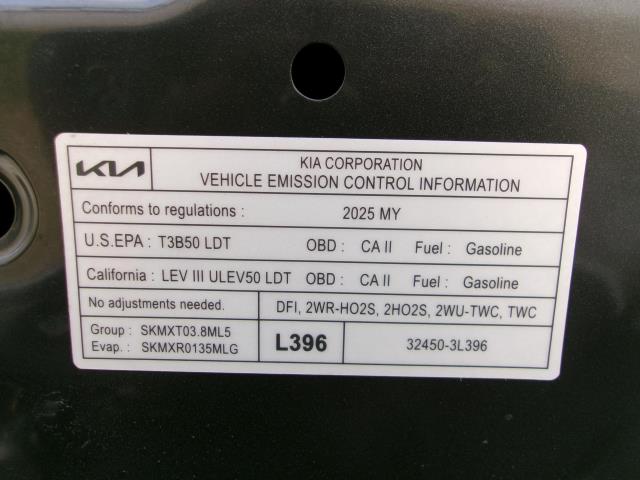 KIA
KIA CORPORATION
VEHICLE EMISSION CONTROL INFORMATION
Conforms to regulations : 2025 MY
U.S.EPA : T3B50 LDT OBD : CA II Fuel : Gasoline
California : LEV III ULEV50 LDT OBD : CA II Fuel : Gasoline
No adjustments needed. DFI, 2WR-HO2S, 2HO2S, 2WU-TWC, TWC
Group : SKMXT03.8ML5
Evap. : SKMXR0135MLG
L396
32450-3L396